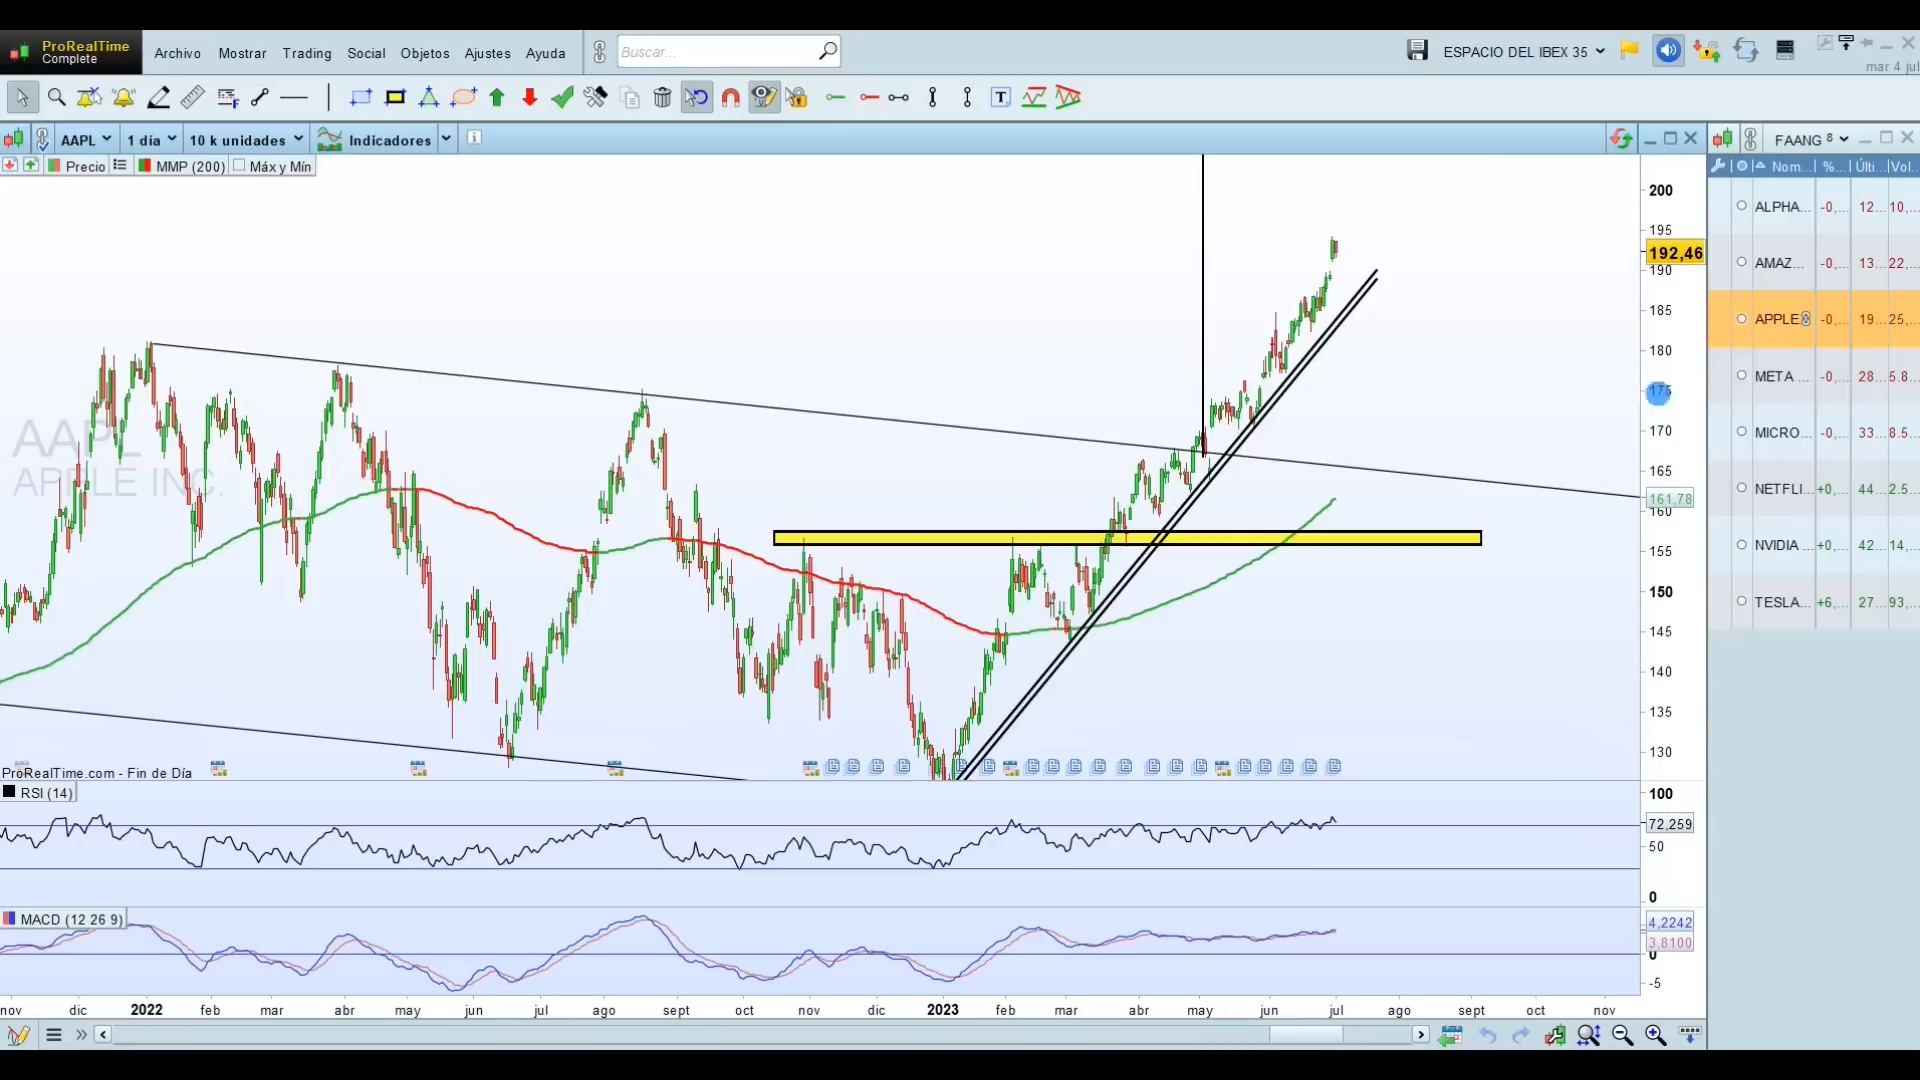 ProRealTime
Complete
Archivo Mostrar Trading Social Objetos Ajustes Ayuda
Buscar...
ESPACIO DEL IBEX 35
mar 4 jul
T
AAPL 1 día 10 k unidades Indicadores
FAANG 8
Precio MMP (200) Máx y Mín
Nom... %... Últi... Vol...
ALPHA... -0,... 12... 10,...
AMAZ... -0,... 13... 22,...
APPLE -0,... 19... 25,...
META ... -0,... 28... 5.8...
MICRO... -0,... 33... 8.5...
NETFLI... +0,... 44... 2.5...
NVIDIA ... +0,... 42... 14,...
TESLA... +6,... 27... 93,...
200
195
192,46
190
185
180
175
170
165
161,78
160
155
150
145
140
135
130
AAPL
APPLE INC.
ProRealTime.com - Fin de Día
RSI (14)
100
72,259
50
0
MACD (12 26 9)
4,2242
3,8100
0
-5
nov dic 2022 feb mar abr may jun jul ago sept oct nov dic 2023 feb mar abr may jun jul ago sept oct nov